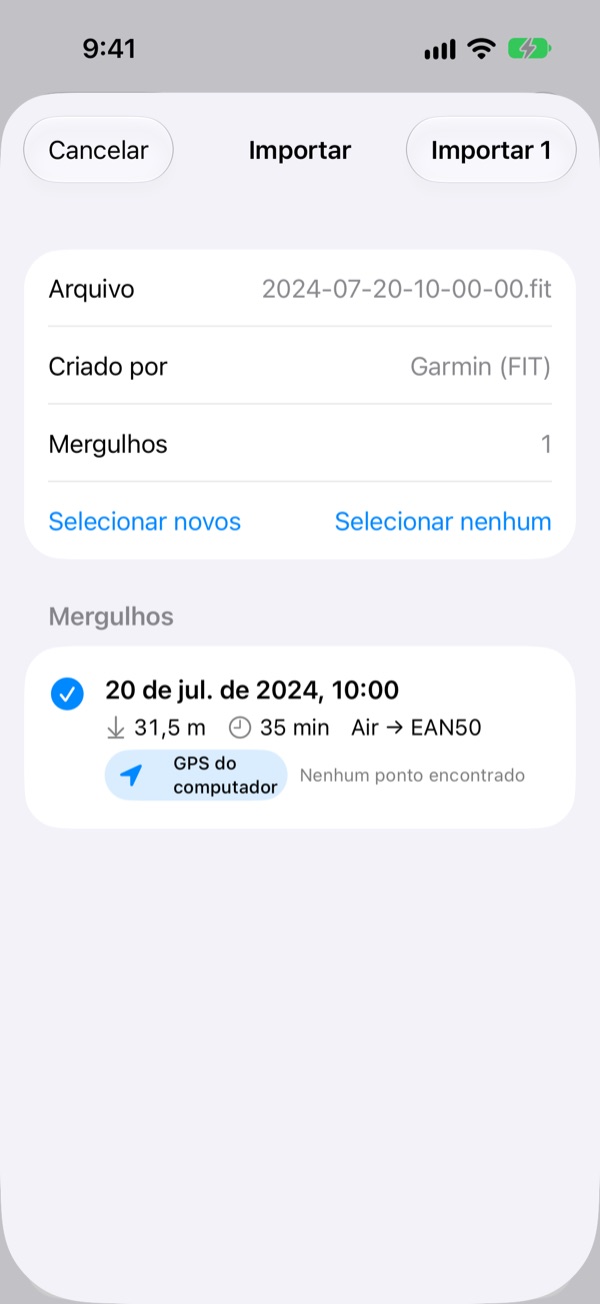 9:41
Cancelar
Importar
Importar 1
Arquivo
2024-07-20-10-00-00.fit
Criado por
Garmin (FIT)
Mergulhos
1
Selecionar novos
Selecionar nenhum
Mergulhos
20 de jul. de 2024, 10:00
31,5 m 35 min Air → EAN50
GPS do
computador
Nenhum ponto encontrado